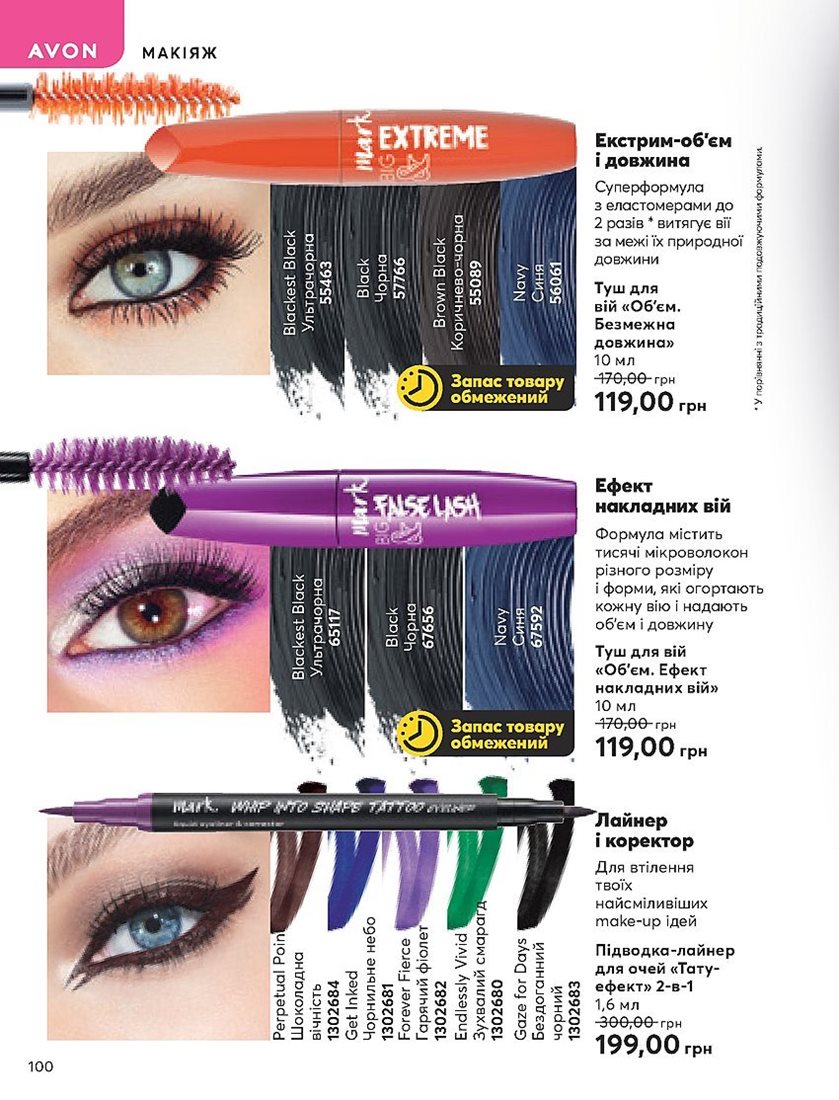 AVON
МАКІЯЖ
mark.
BIG & EXTREME
Blackest Black
Ультрачорна
55463
Black
Чорна
57766
Brown Black
Коричнево-чорна
55089
Navy
Синя
56061
Запас товару
обмежений
Екстрим-об’єм
і довжина
Суперформула
з еластомерами до
2 разів * витягує вії
за межі їх природної
довжини
Туш для
вій «Об’єм.
Безмежна
довжина»
10 мл
170,00 грн
119,00 грн
*У порівнянні з традиційними подовжуючими формулами.
mark.
BIG & FALSE LASH
Blackest Black
Ультрачорна
65117
Black
Чорна
67656
Navy
Синя
67592
Запас товару
обмежений
Ефект
накладних вій
Формула містить
тисячі мікроволокон
різного розміру
і форми, які огортають
кожну вію і надають
об’єм і довжину
Туш для вій
«Об’єм. Ефект
накладних вій»
10 мл
170,00 грн
119,00 грн
mark. WHIP INTO SHAPE TATTOO EYELINER
liquid eyeliner & corrector
Perpetual Poin
Шоколадна
вічність
1302684
Get Inked
Чорнильне небо
1302681
Forever Fierce
Гарячий фіолет
1302682
Endlessly Vivid
Зухвалий смарагд
1302680
Gaze for Days
Бездоганний
чорний
1302683
Лайнер
і коректор
Для втілення
твоїх
найсміливіших
make-up ідей
Підводка-лайнер
для очей «Тату-
ефект» 2-в-1
1,6 мл
300,00 грн
199,00 грн
100